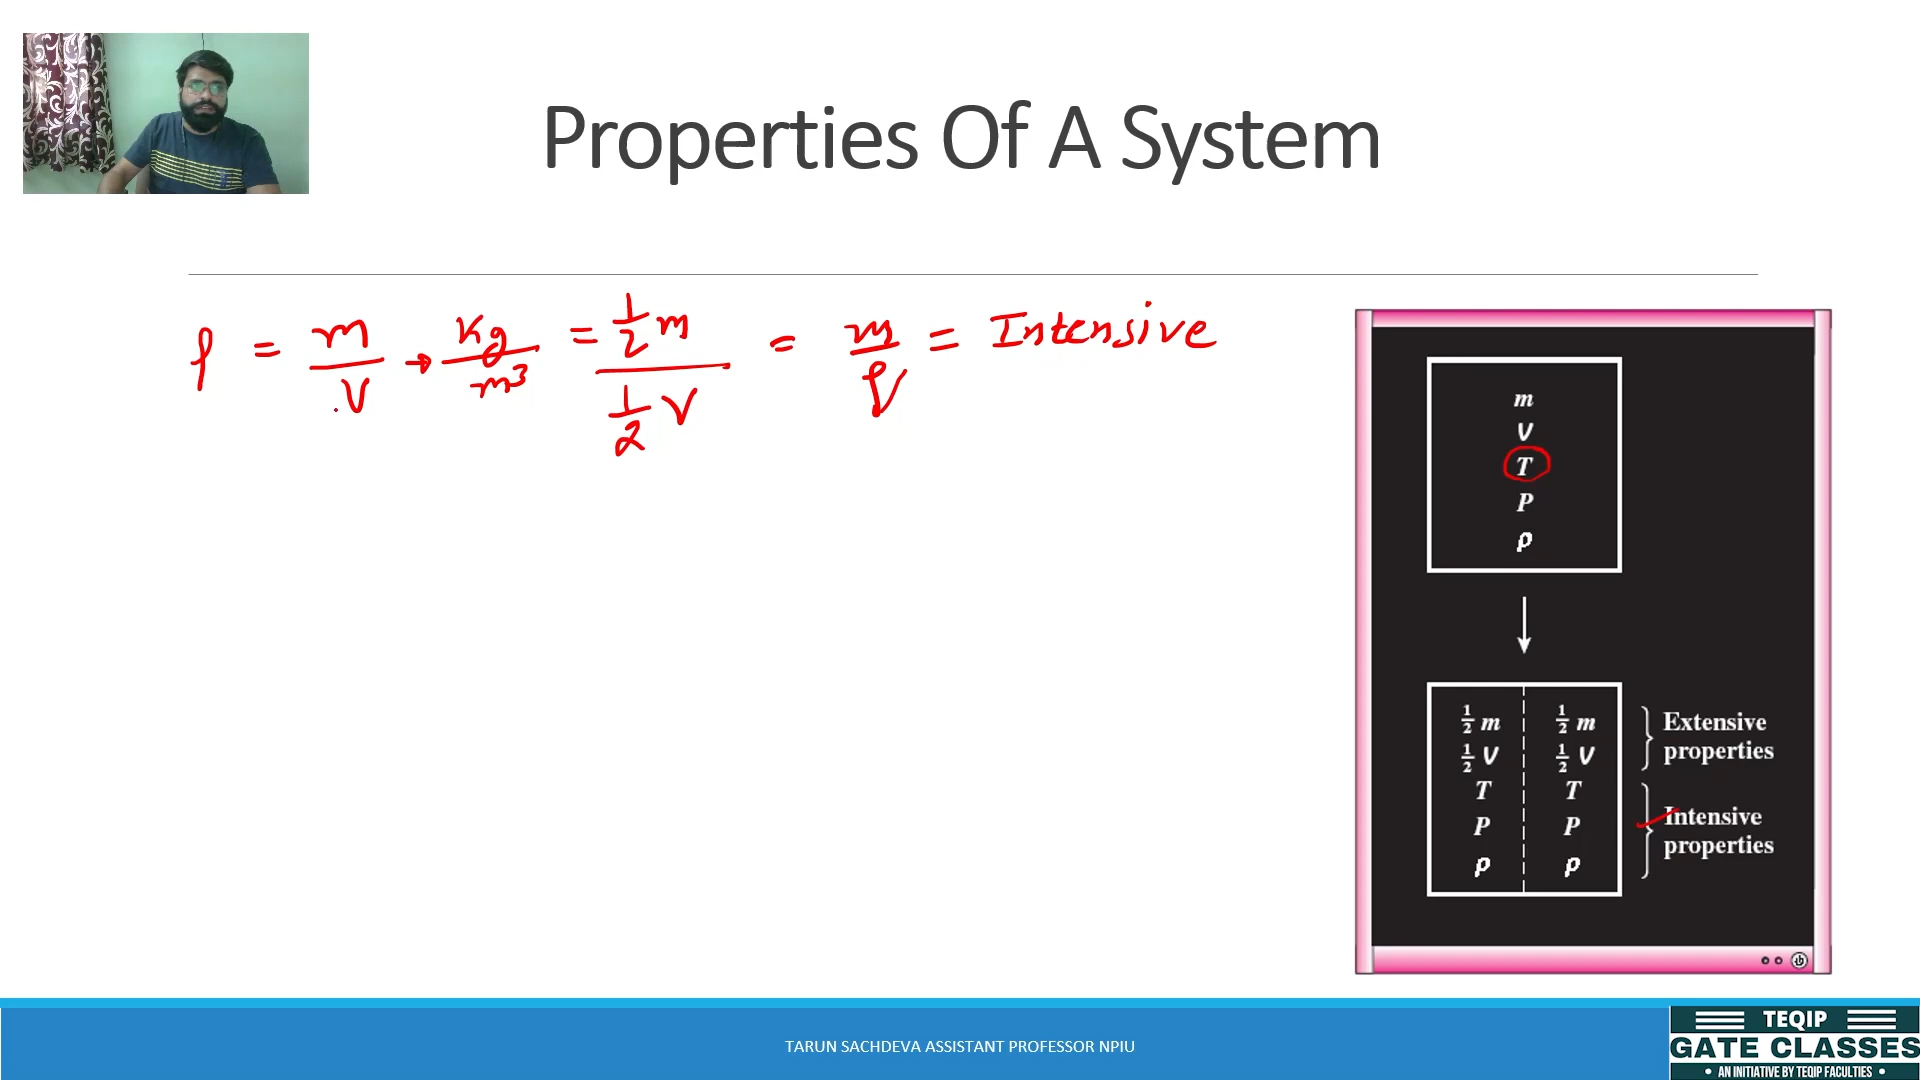 Properties Of A System
ρ = m/V → Kg/m³ = ½m / ½V = m/V = Intensive
m
V
T
P
ρ
½ m ½ m
½ V ½ V
T T
P P
ρ ρ
Extensive
properties
Intensive
properties
TARUN SACHDEVA ASSISTANT PROFESSOR NPIU
TEQIP
GATE CLASSES
• AN INITIATIVE BY TEQIP FACULTIES •